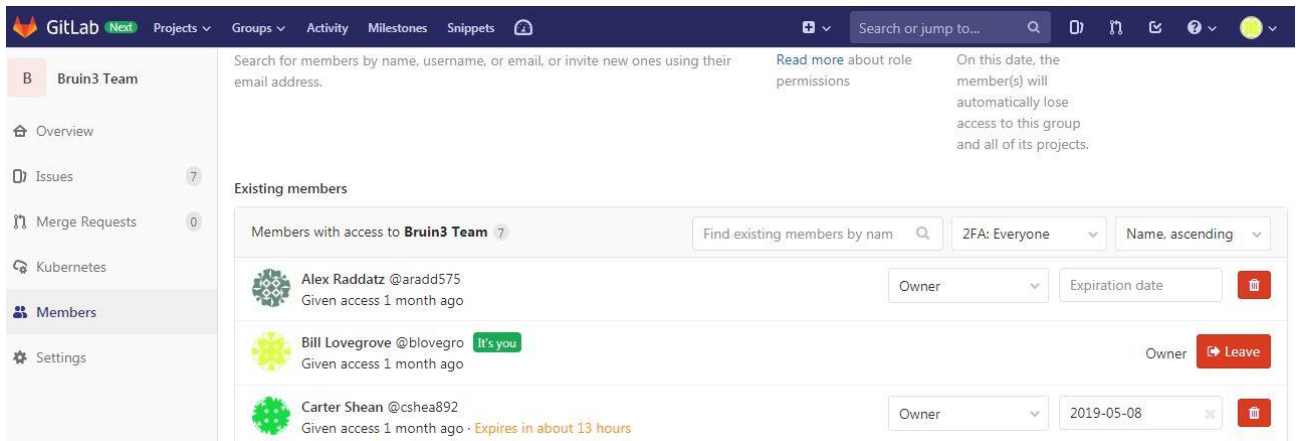 GitLab Next Projects Groups Activity Milestones Snippets Search or jump to...
B Bruin3 Team
Overview
Issues 7
Merge Requests 0
Kubernetes
Members
Settings
Search for members by name, username, or email, or invite new ones using their
email address.
Read more about role
permissions
On this date, the
member(s) will
automatically lose
access to this group
and all of its projects.
Existing members
Members with access to Bruin3 Team 7 Find existing members by nam 2FA: Everyone Name, ascending
Alex Raddatz @aradd575
Given access 1 month ago
Owner Expiration date
Bill Lovegrove @blovegro It's you
Given access 1 month ago
Owner Leave
Carter Shean @cshea892
Given access 1 month ago · Expires in about 13 hours
Owner 2019-05-08